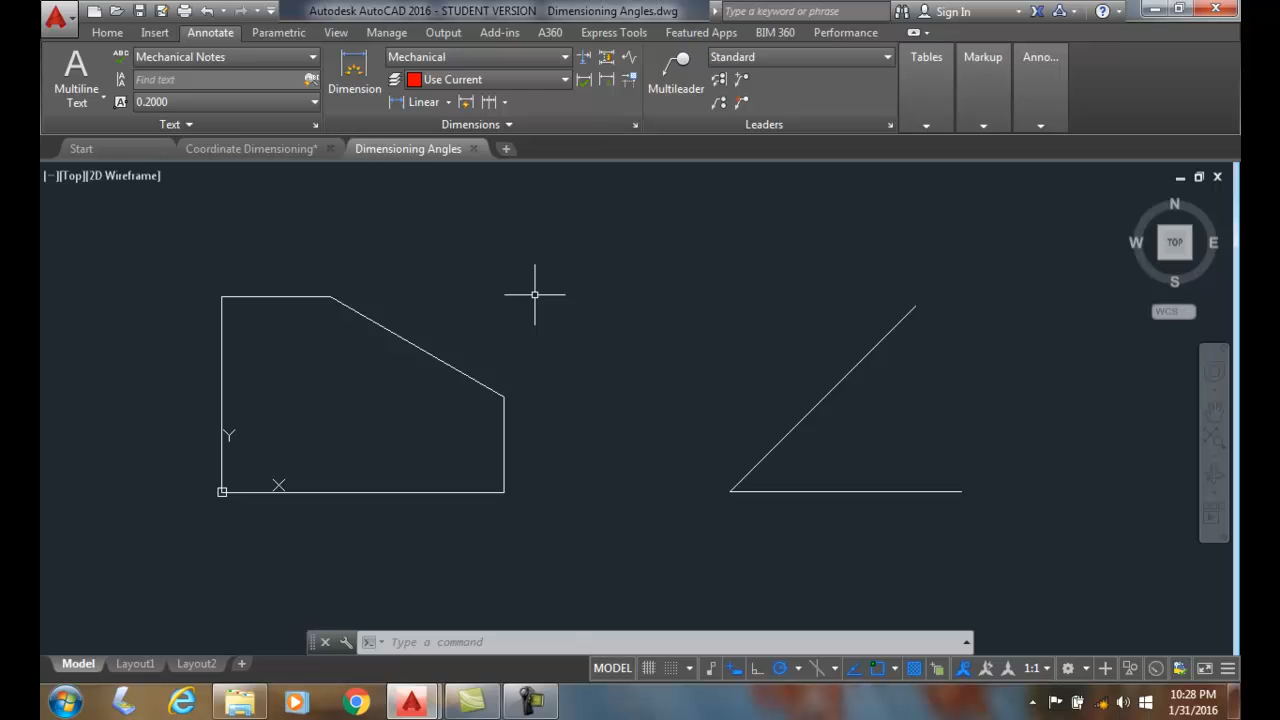 Autodesk AutoCAD 2016 - STUDENT VERSION Dimensioning Angles.dwg
Type a keyword or phrase
Sign In
Home Insert Annotate Parametric View Manage Output Add-ins A360 Express Tools Featured Apps BIM 360 Performance
A
Multiline
Text
ABC
Mechanical Notes
Find text
0.2000
Text
Dimension
Mechanical
Use Current
Linear
Dimensions
Multileader
Standard
Leaders
Tables
Markup
Anno...
Start Coordinate Dimensioning* Dimensioning Angles
[−][Top][2D Wireframe]
N
W TOP E
S
WCS
Y
X
Type a command
Model Layout1 Layout2
MODEL
1:1
10:28 PM
1/31/2016